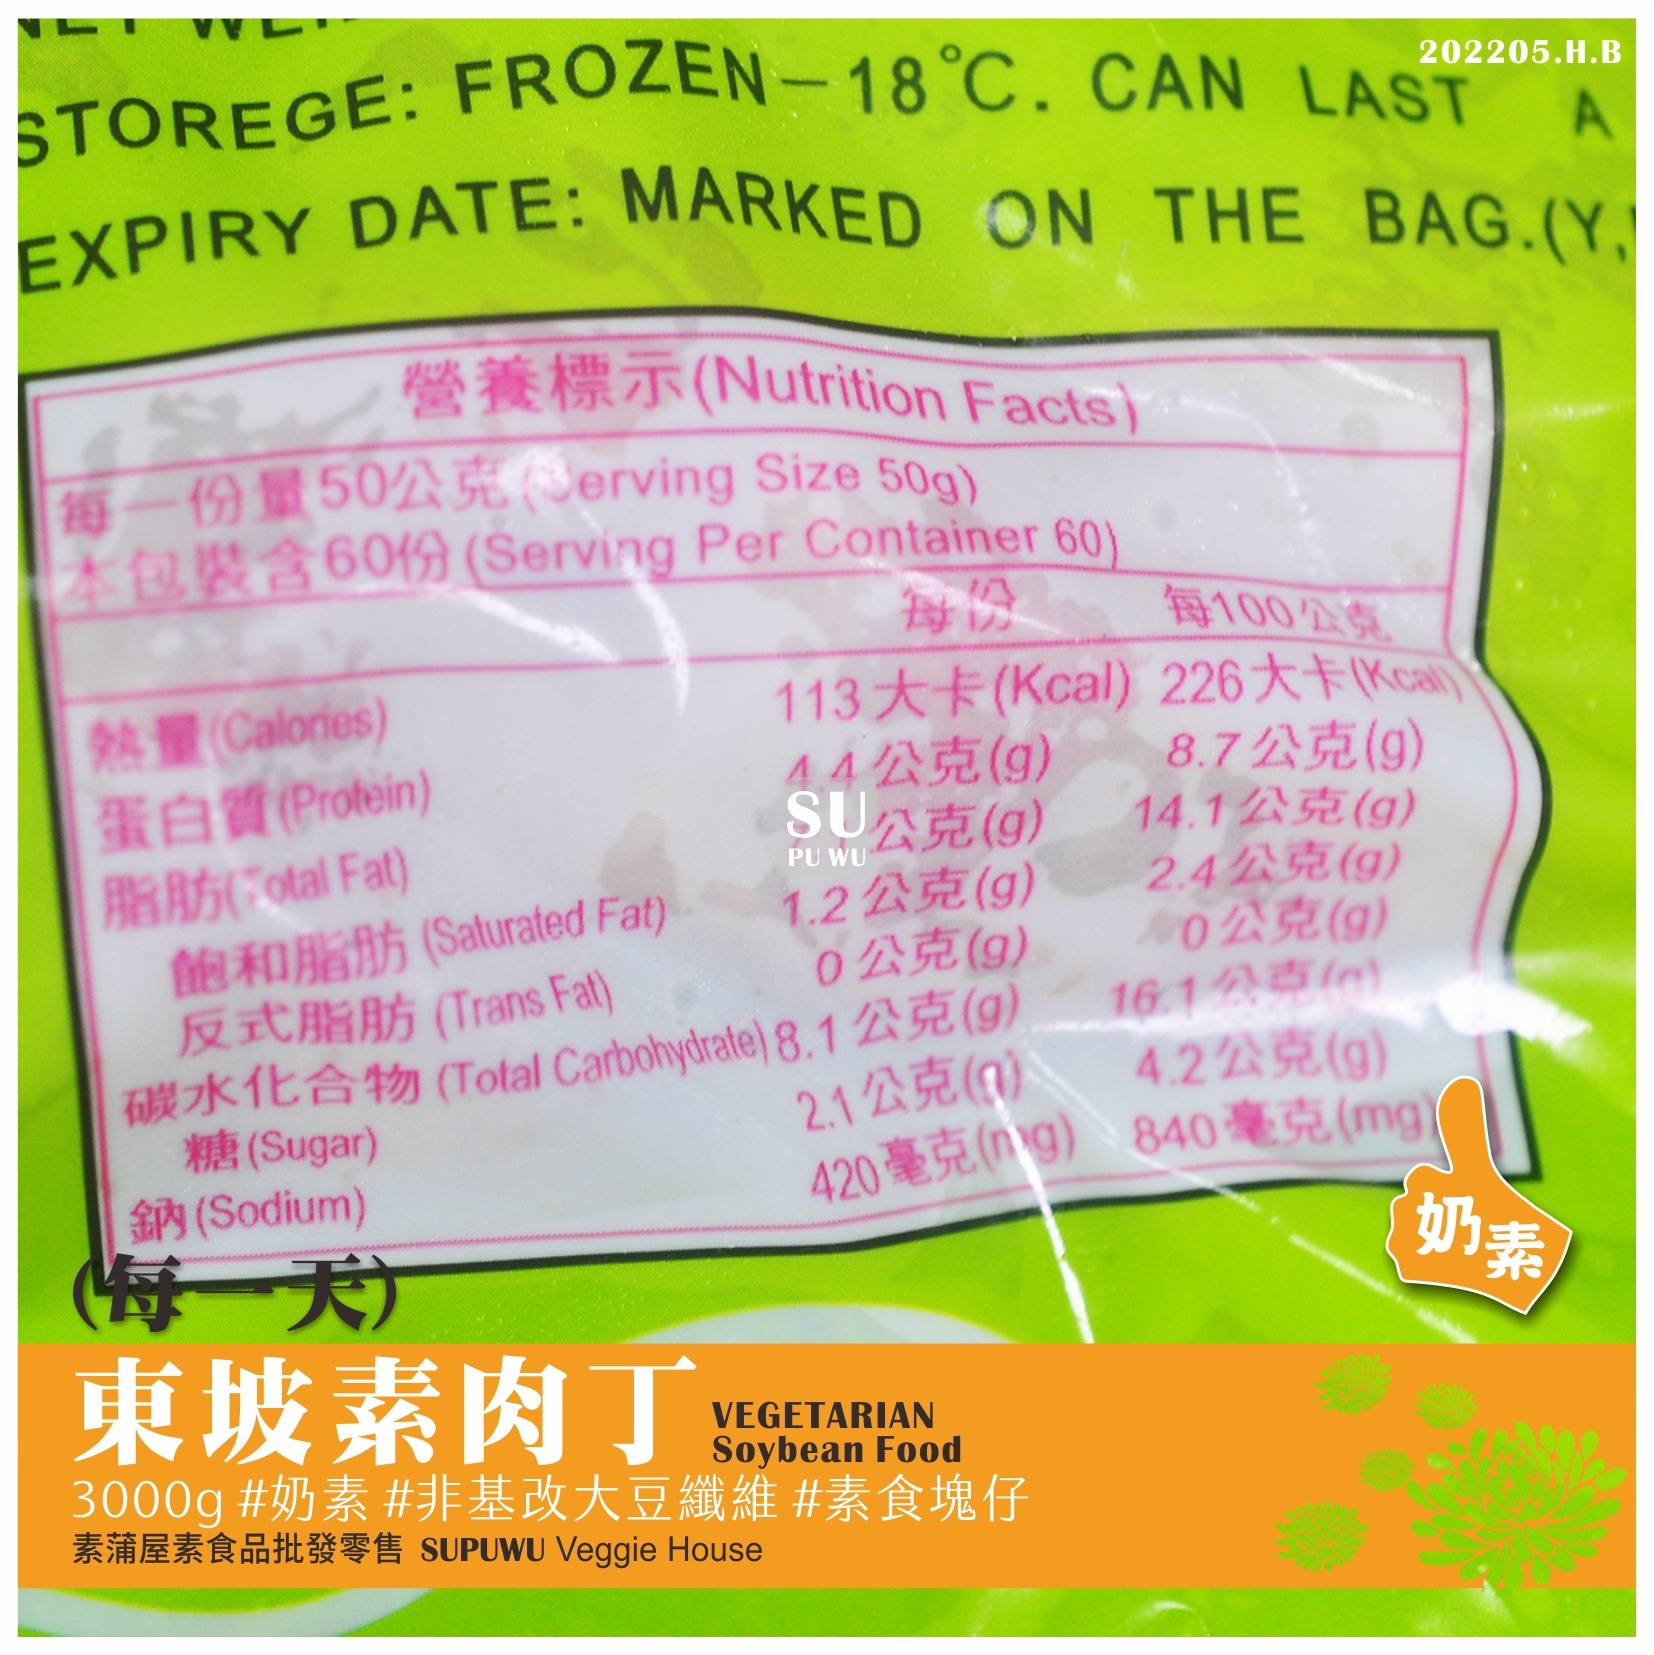 202205.H.B
STOREGE: FROZEN－18℃. CAN LAST A
EXPIRY DATE: MARKED ON THE BAG.(Y,
營養標示(Nutrition Facts)
每一份量50公克(Serving Size 50g)
本包裝含60份(Serving Per Container 60)
每份 每100公克
熱量(Calories) 113大卡(Kcal) 226大卡(Kcal)
蛋白質(Protein) 4.4公克(g) 8.7公克(g)
脂肪(Total Fat) 公克(g) 14.1公克(g)
飽和脂肪(Saturated Fat) 1.2公克(g) 2.4公克(g)
反式脂肪(Trans Fat) 0公克(g) 0公克(g)
碳水化合物(Total Carbohydrate) 8.1公克(g) 16.1公克(g)
糖(Sugar) 2.1公克(g) 4.2公克(g)
鈉(Sodium) 420毫克(mg) 840毫克(mg)
SU
PU WU
奶素
(每一天)
東坡素肉丁
VEGETARIAN
Soybean Food
3000g #奶素 #非基改大豆纖維 #素食塊仔
素蒲屋素食品批發零售 SUPUWU Veggie House